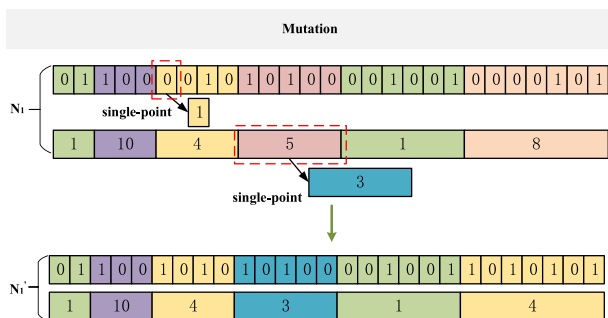 Mutation
0 1 1 0 0 0 0 1 0 1 0 1 0 0 0 0 1 0 0 1 0 0 0 0 1 0 1
N₁
single-point
1
1 10 4 5 1 8
3
single-point
0 1 1 0 0 1 0 1 0 1 0 1 0 0 0 0 1 0 0 1 1 0 1 0 1 0 1
N₁'
1 10 4 3 1 4